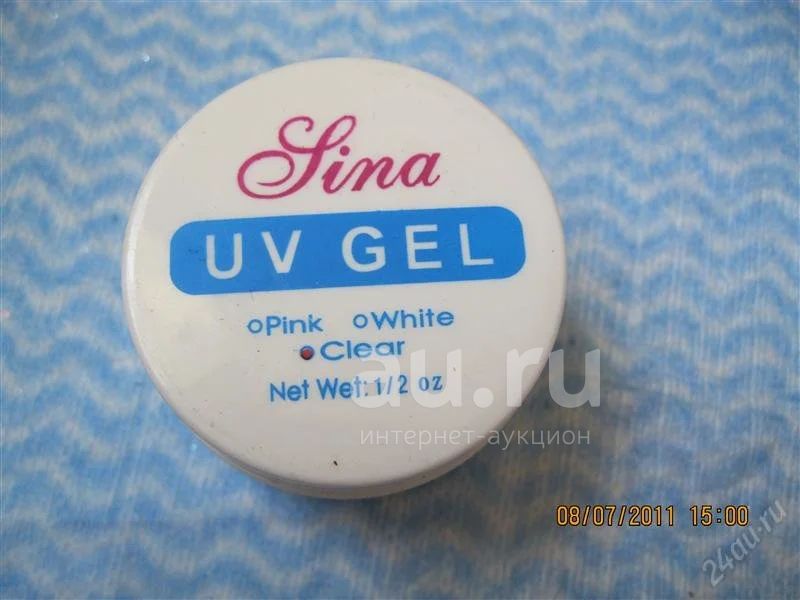 Sina
UV GEL
Pink White
Clear
Net Wet: 1/2 oz
au.ru
интернет-аукцион
08/07/2011 15:00
24au.ru